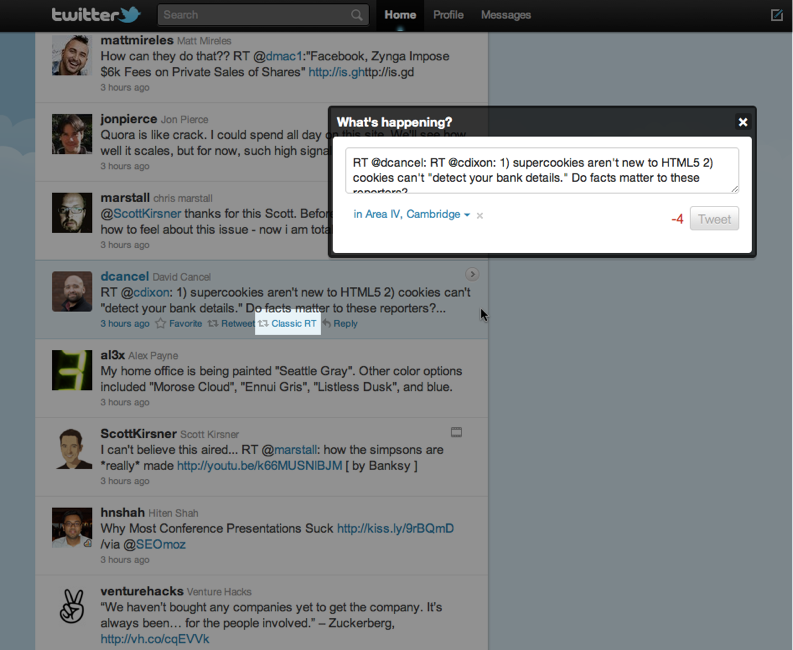 twitter
Search
Home
Profile
Messages
mattmireles Matt Mireles
How can they do that?? RT @dmac1:"Facebook, Zynga Impose
$6k Fees on Private Sales of Shares" http://is.ghttp://is.gd
3 hours ago
jonpierce Jon Pierce
Quora is like crack. I could spend all day on this site. We'll see how
well it scales, but for now, such high signal
3 hours ago
marstall chris marstall
@ScottKirsner thanks for this Scott. Before
how to feel about this issue - now i am
3 hours ago
What's happening?
RT @dcancel: RT @cdixon: 1) supercookies aren't new to HTML5 2)
cookies can't "detect your bank details." Do facts matter to these
reporters?
in Area IV, Cambridge
-4
Tweet
dcancel David Cancel
RT @cdixon: 1) supercookies aren't new to HTML5 2) cookies can't
"detect your bank details." Do facts matter to these reporters?...
3 hours ago Favorite Retweet Classic RT Reply
al3x Alex Payne
My home office is being painted "Seattle Gray". Other color options
included "Morose Cloud", "Ennui Gris", "Listless Dusk", and blue.
3 hours ago
ScottKirsner Scott Kirsner
I can't believe this aired... RT @marstall: how the simpsons are
*really* made http://youtu.be/k66MUSNlBJM [ by Banksy ]
3 hours ago
hnshah Hiten Shah
Why Most Conference Presentations Suck http://kiss.ly/9rBQmD
/via @SEOmoz
3 hours ago
venturehacks Venture Hacks
"We haven't bought any companies yet to get the company. It's
always been… for the people involved." – Zuckerberg,
http://vh.co/cqEVVk